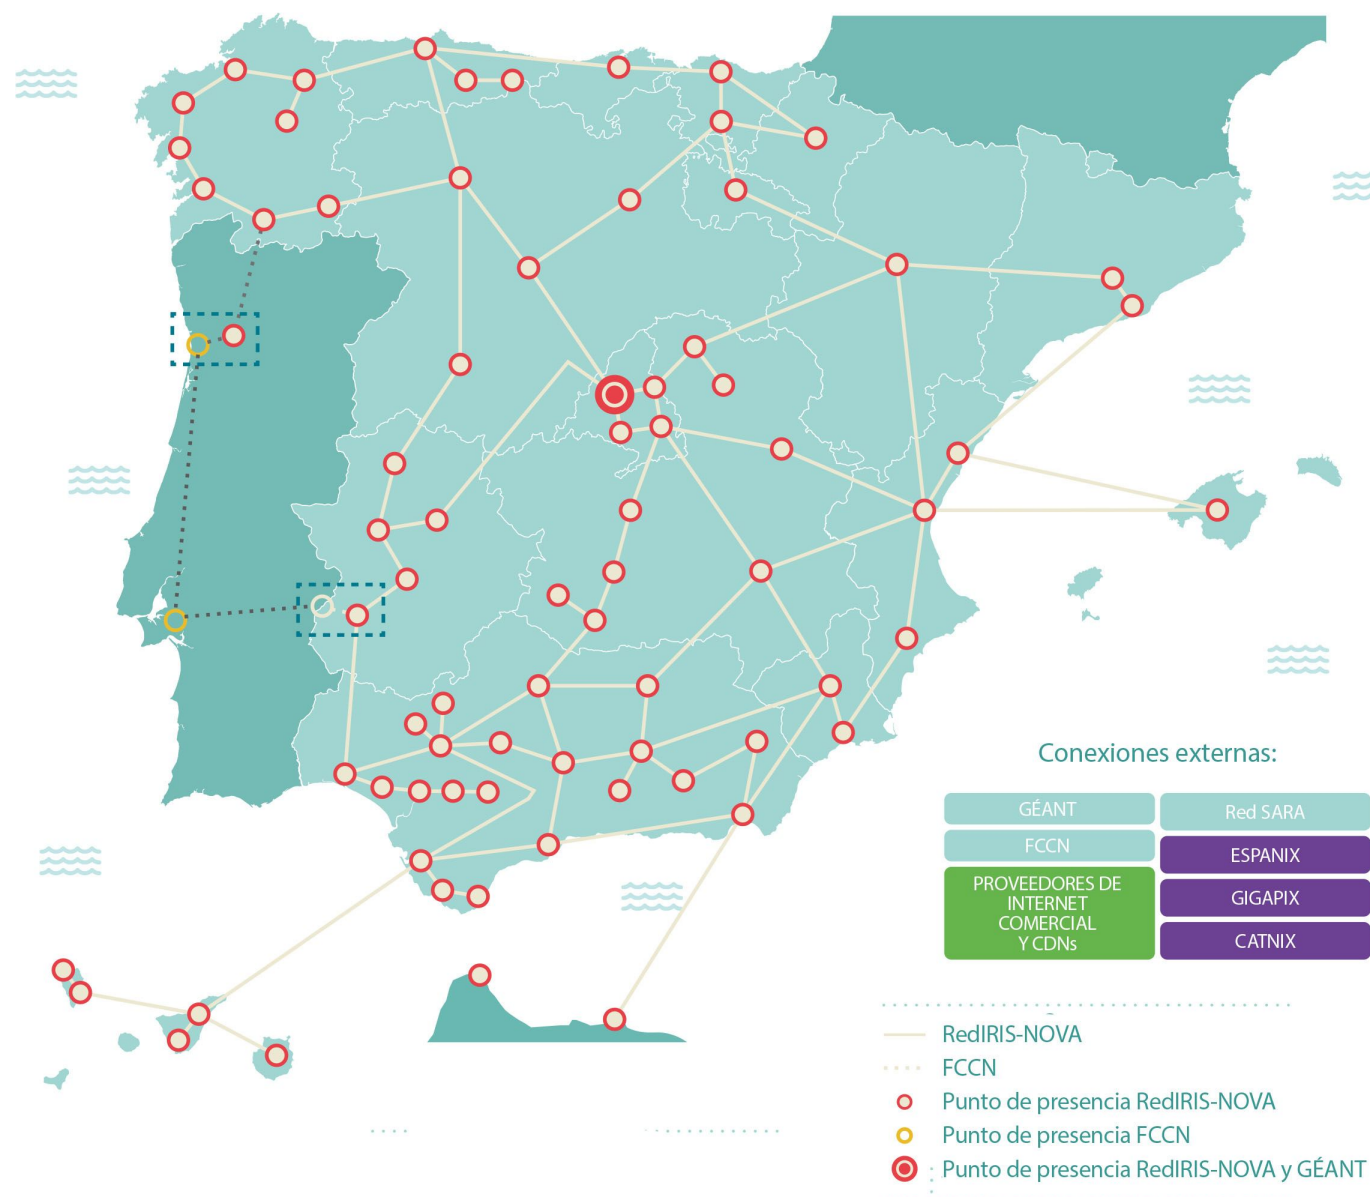 Conexiones externas:
GÉANT
Red SARA
FCCN
ESPANIX
PROVEEDORES DE
INTERNET
COMERCIAL
Y CDNs
GIGAPIX
CATNIX
RedIRIS-NOVA
FCCN
Punto de presencia RedIRIS-NOVA
Punto de presencia FCCN
Punto de presencia RedIRIS-NOVA y GÉANT